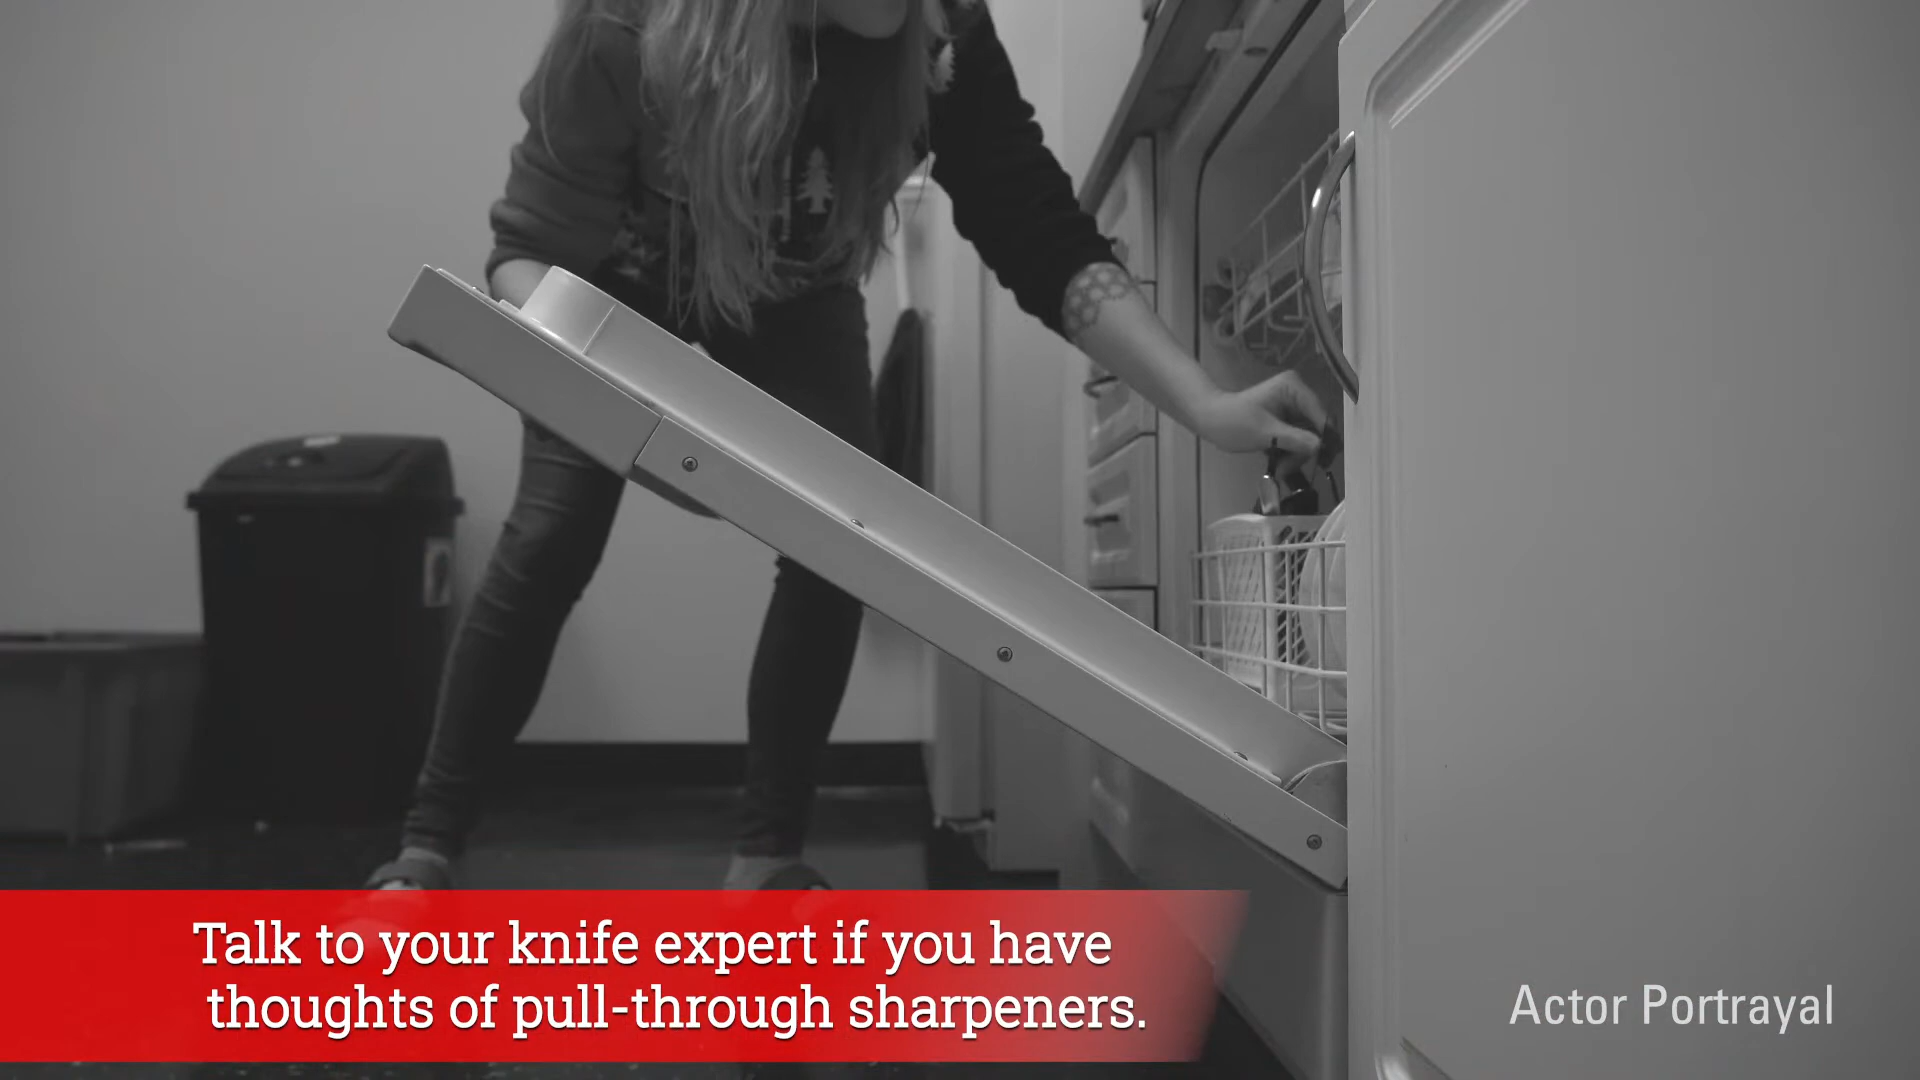 Talk to your knife expert if you have
thoughts of pull-through sharpeners.
Actor Portrayal